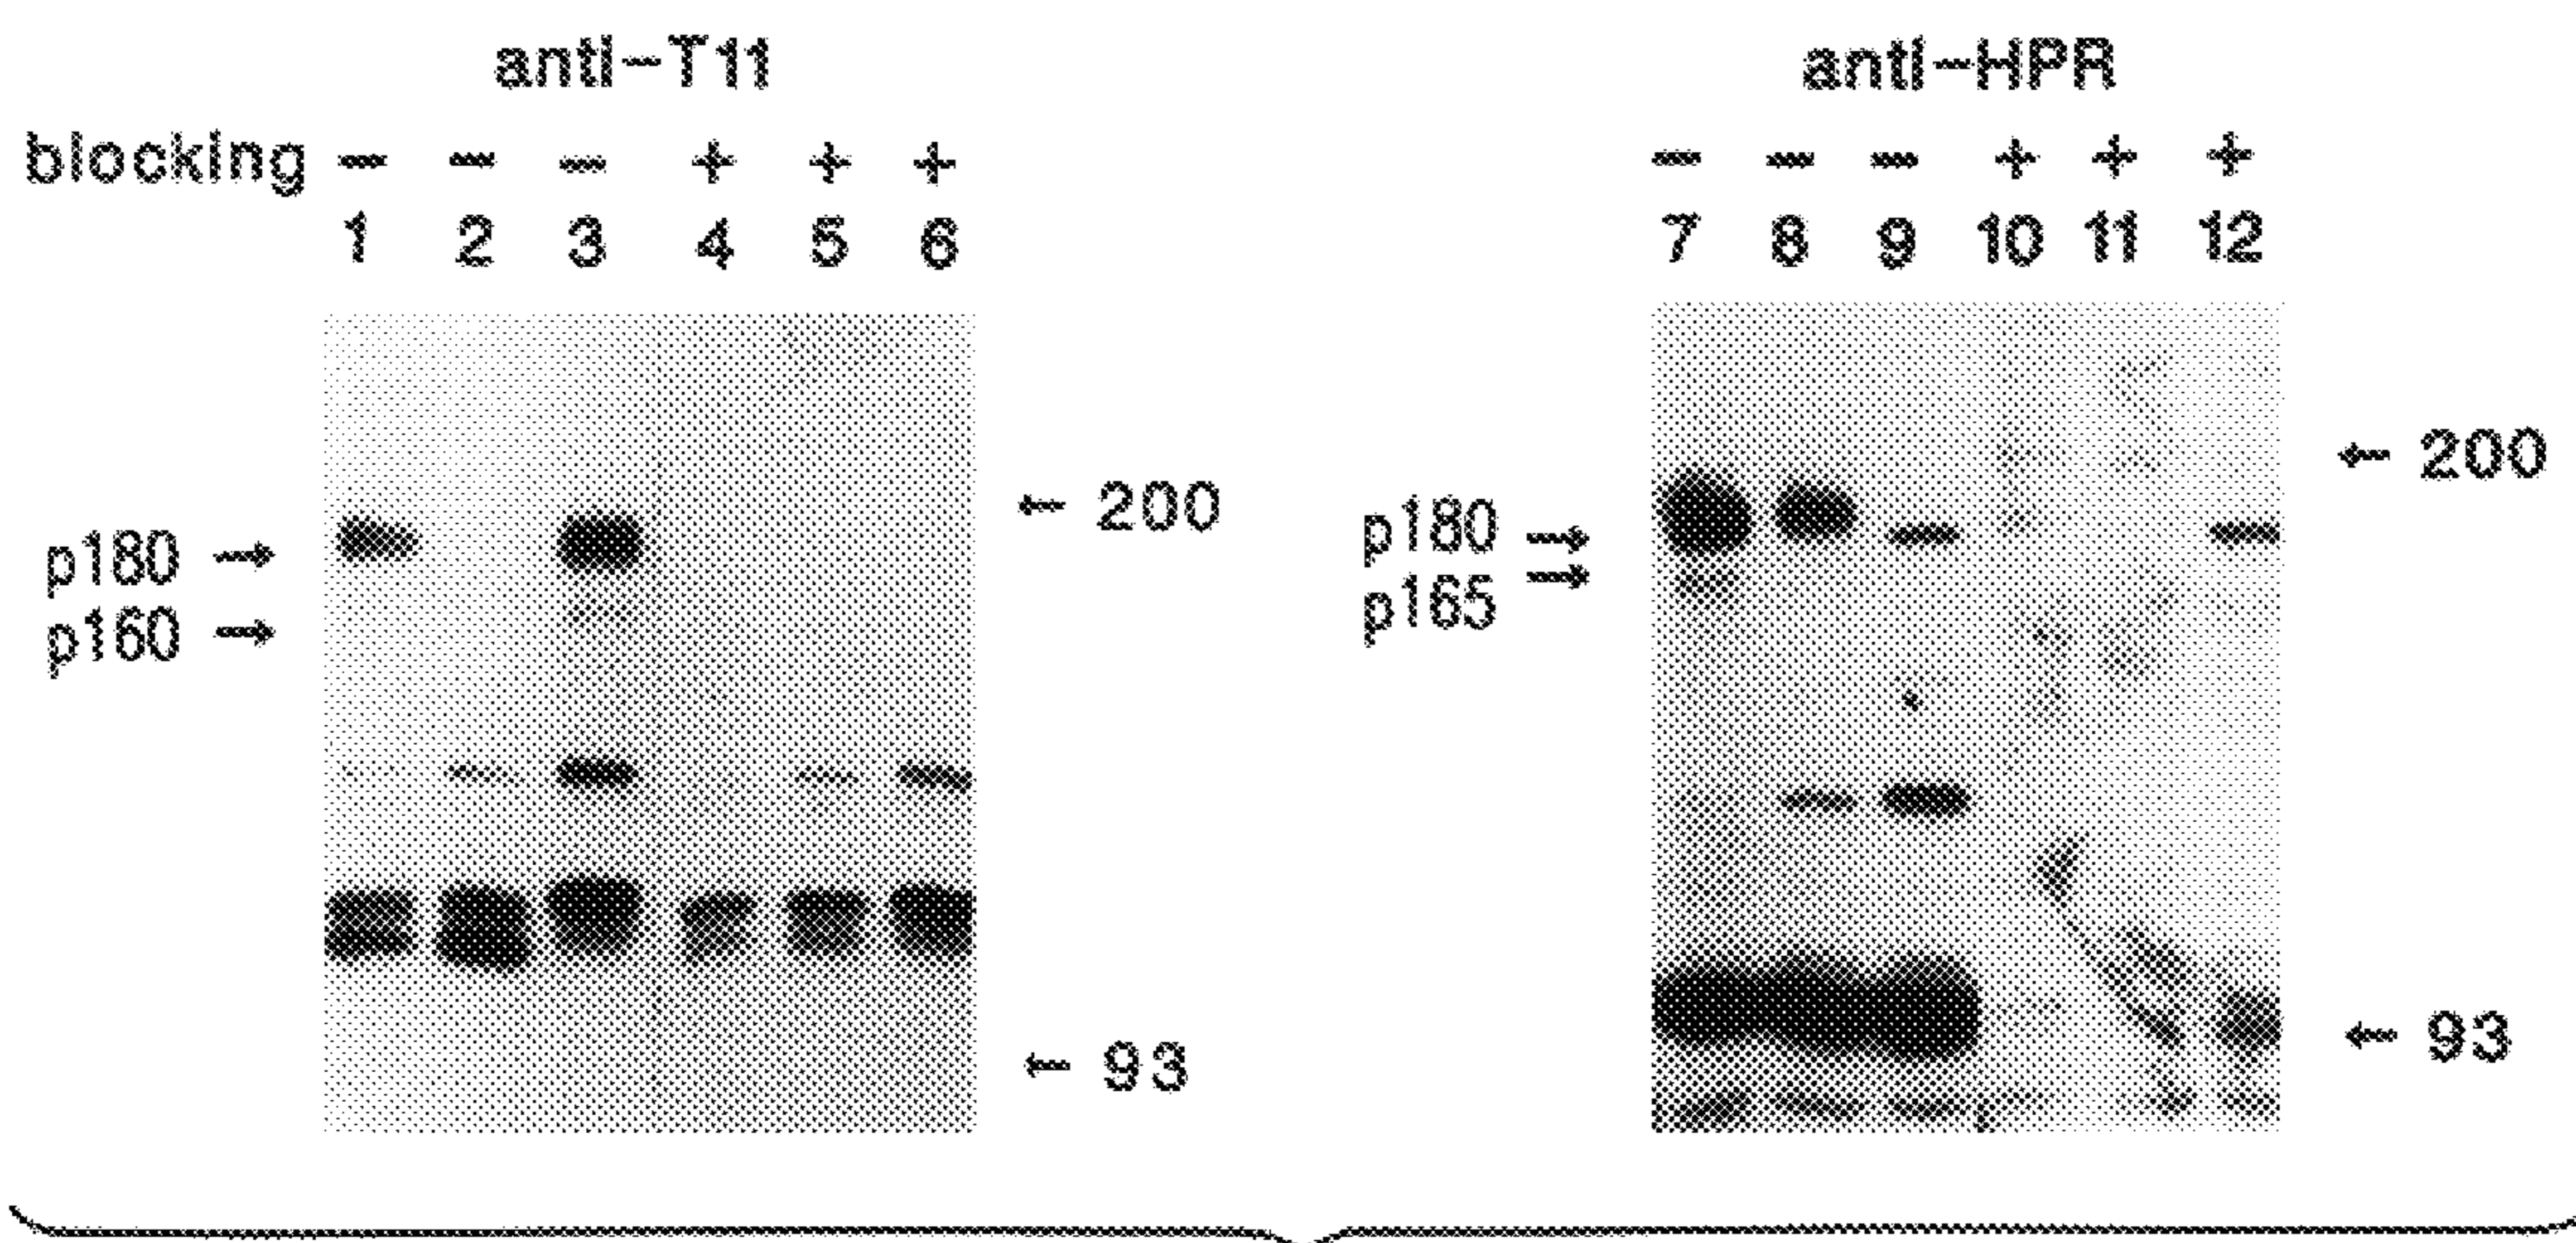 anti-T11 anti-HPR
blocking - - - + + + - - - + + +
1 2 3 4 5 6 7 8 9 10 11 12
← 200 ← 200
p180 → p180 →
p160 → p165 →
← 93 ← 93